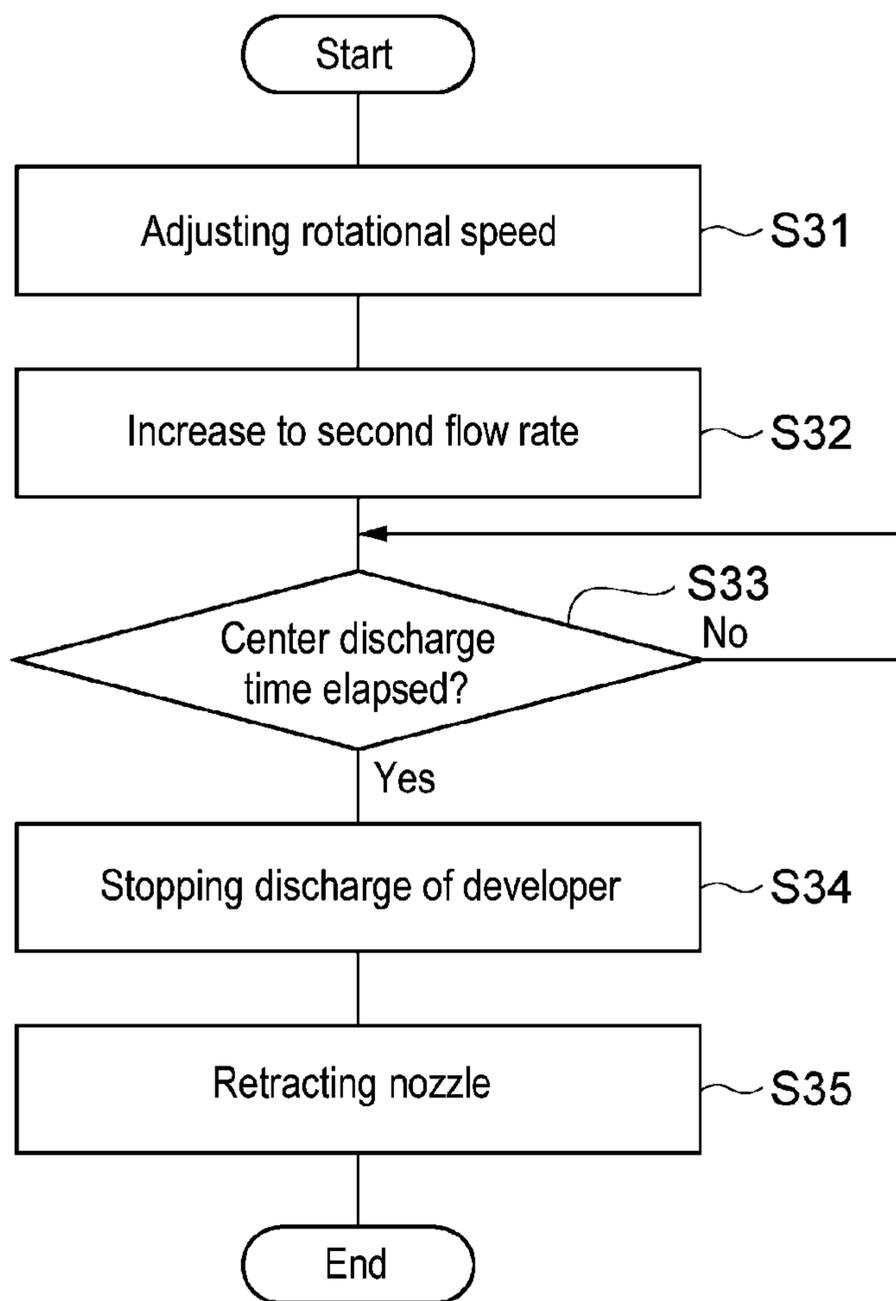 Start
Adjusting rotational speed
S31
Increase to second flow rate
S32
S33
Center discharge
time elapsed?
No
Yes
Stopping discharge of developer
S34
Retracting nozzle
S35
End